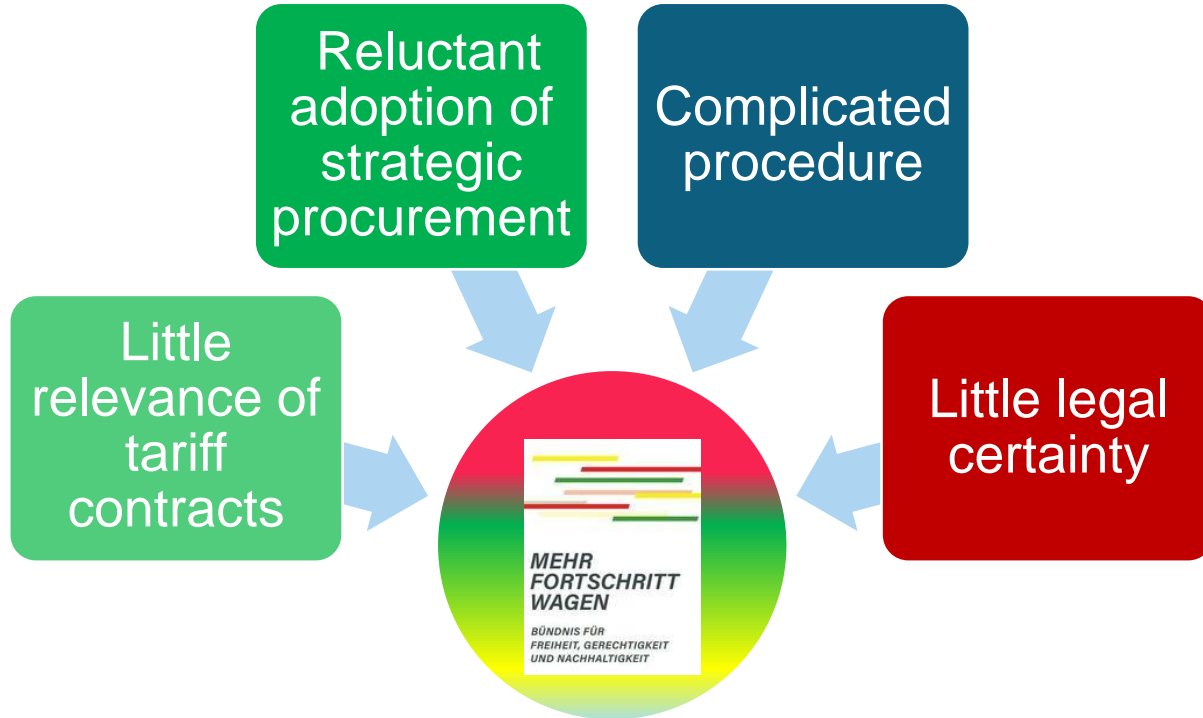 Reluctant
adoption of
strategic
procurement
Complicated
procedure
Little
relevance of
tariff
contracts
Little legal
certainty
MEHR
FORTSCHRITT
WAGEN
BÜNDNIS FÜR
FREIHEIT, GERECHTIGKEIT
UND NACHHALTIGKEIT